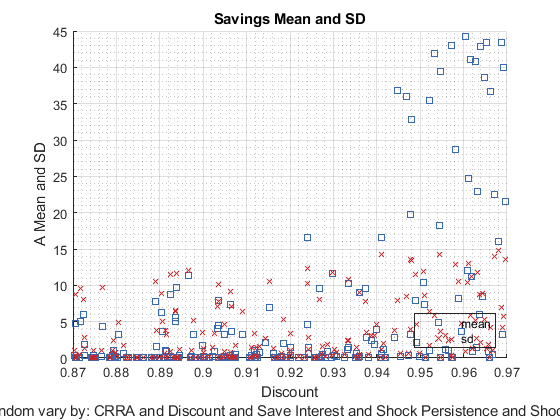 Savings Mean and SD
45
40
35
30
25
20
15
10
5
0
A Mean and SD
mean
sd
0.87 0.88 0.89 0.9 0.91 0.92 0.93 0.94 0.95 0.96 0.97
Discount
ndom vary by: CRRA and Discount and Save Interest and Shock Persistence and Sho